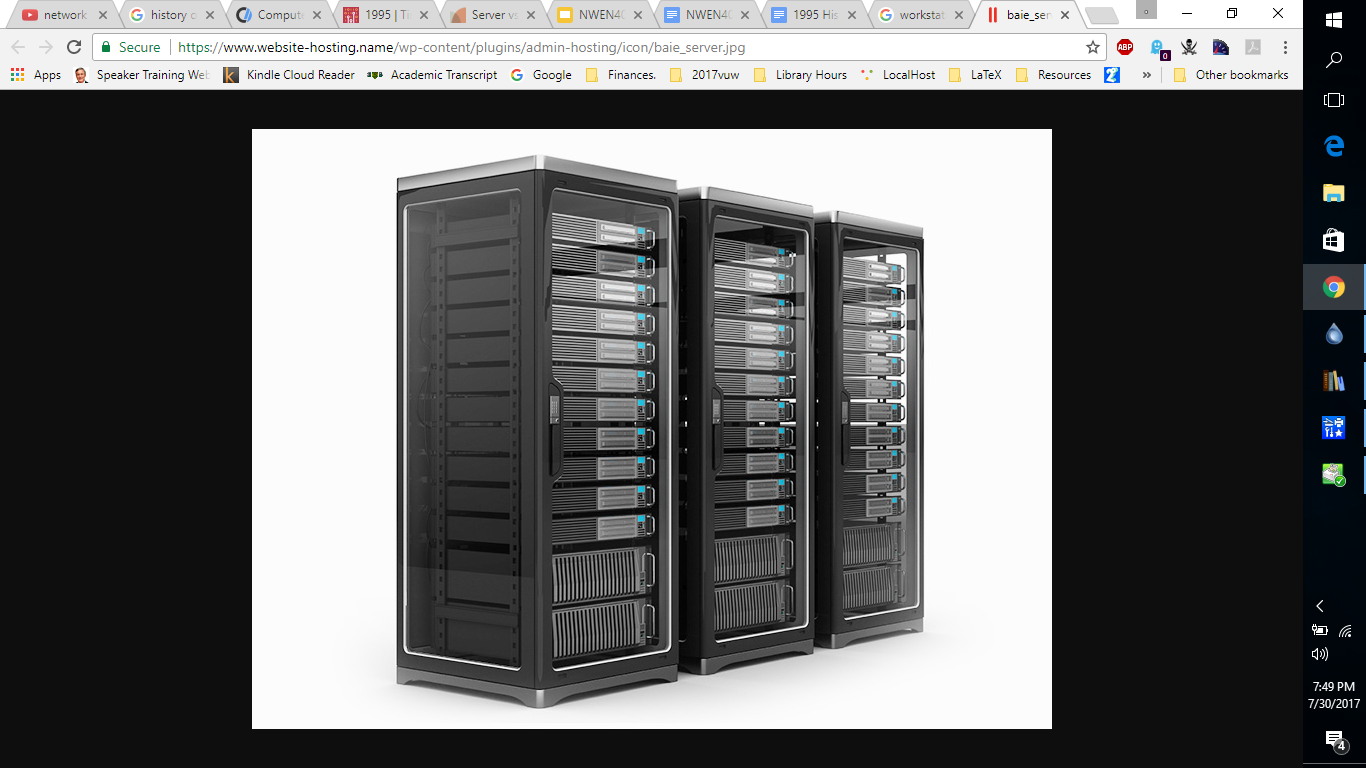 network
history c
Compute
1995 | Ti
Server vs
NWEN40
NWEN40
1995 His
workstat
baie_ser
Secure
https://www.website-hosting.name/wp-content/plugins/admin-hosting/icon/baie_server.jpg
ABP
0
Apps
Speaker Training Web
Kindle Cloud Reader
Academic Transcript
Google
Finances.
2017vuw
Library Hours
LocalHost
LaTeX
Resources
»
Other bookmarks
7:49 PM
7/30/2017
4